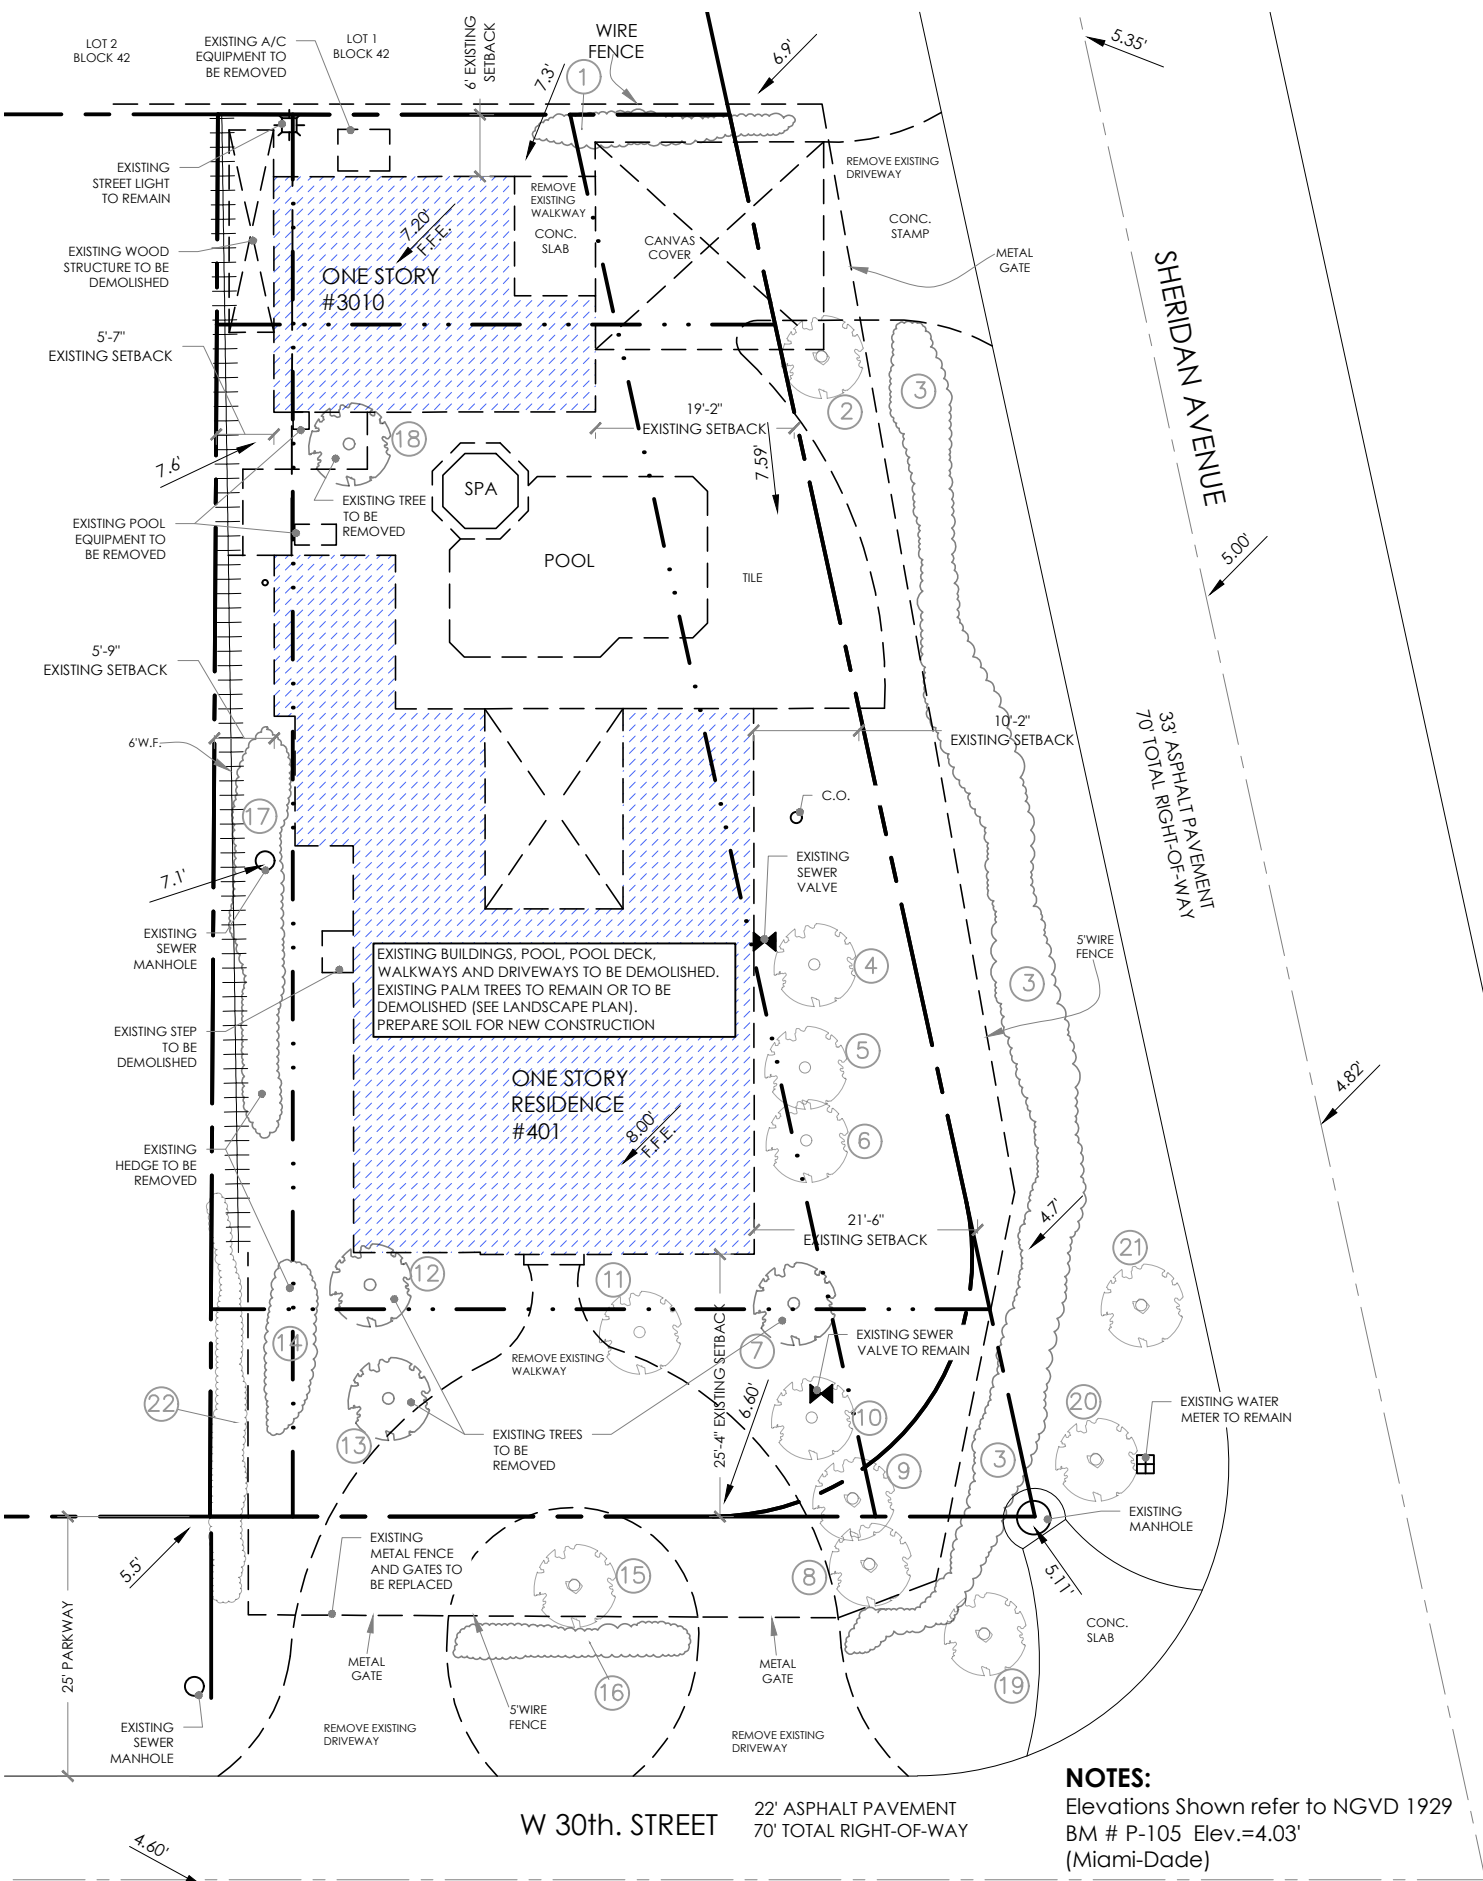 LOT 2
BLOCK 42
EXISTING A/C
EQUIPMENT TO
BE REMOVED
LOT 1
BLOCK 42
6' EXISTING
SETBACK
WIRE
FENCE
7.3'
1
6.9'
5.35'
EXISTING
STREET LIGHT
TO REMAIN
REMOVE
EXISTING
WALKWAY
CONC.
SLAB
REMOVE EXISTING
DRIVEWAY
CONC.
STAMP
CANVAS
COVER
METAL
GATE
EXISTING WOOD
STRUCTURE TO BE
DEMOLISHED
7.20'
F.F.E.
ONE STORY
#3010
SHERIDAN AVENUE
5'-7"
EXISTING SETBACK
2
3
19'-2"
EXISTING SETBACK
7.59'
18
7.6'
SPA
EXISTING TREE
TO BE
REMOVED
EXISTING POOL
EQUIPMENT TO
BE REMOVED
POOL
TILE
5.00'
5'-9"
EXISTING SETBACK
10'-2"
EXISTING SETBACK
33' ASPHALT PAVEMENT
70' TOTAL RIGHT-OF-WAY
6'W.F.
17
C.O.
7.1'
EXISTING
SEWER
VALVE
EXISTING
SEWER
MANHOLE
4
5'WIRE
FENCE
3
EXISTING BUILDINGS, POOL, POOL DECK,
WALKWAYS AND DRIVEWAYS TO BE DEMOLISHED.
EXISTING PALM TREES TO REMAIN OR TO BE
DEMOLISHED (SEE LANDSCAPE PLAN).
PREPARE SOIL FOR NEW CONSTRUCTION
EXISTING STEP
TO BE
DEMOLISHED
5
4.82'
ONE STORY
RESIDENCE
#401
8.00'
F.F.E.
6
EXISTING
HEDGE TO BE
REMOVED
21'-6"
EXISTING SETBACK
4.7'
21
12
11
14
7
EXISTING SEWER
VALVE TO REMAIN
REMOVE EXISTING
WALKWAY
25'-4" EXISTING SETBACK
6.60'
22
13
10
20
EXISTING WATER
METER TO REMAIN
EXISTING TREES
TO BE
REMOVED
9
3
EXISTING
MANHOLE
5.5'
EXISTING
METAL FENCE
AND GATES TO
BE REPLACED
15
8
5.11'
25' PARKWAY
CONC.
SLAB
METAL
GATE
METAL
GATE
16
19
5'WIRE
FENCE
EXISTING
SEWER
MANHOLE
REMOVE EXISTING
DRIVEWAY
REMOVE EXISTING
DRIVEWAY
W 30th. STREET
22' ASPHALT PAVEMENT
70' TOTAL RIGHT-OF-WAY
NOTES:
Elevations Shown refer to NGVD 1929
BM # P-105 Elev.=4.03'
(Miami-Dade)
4.60'